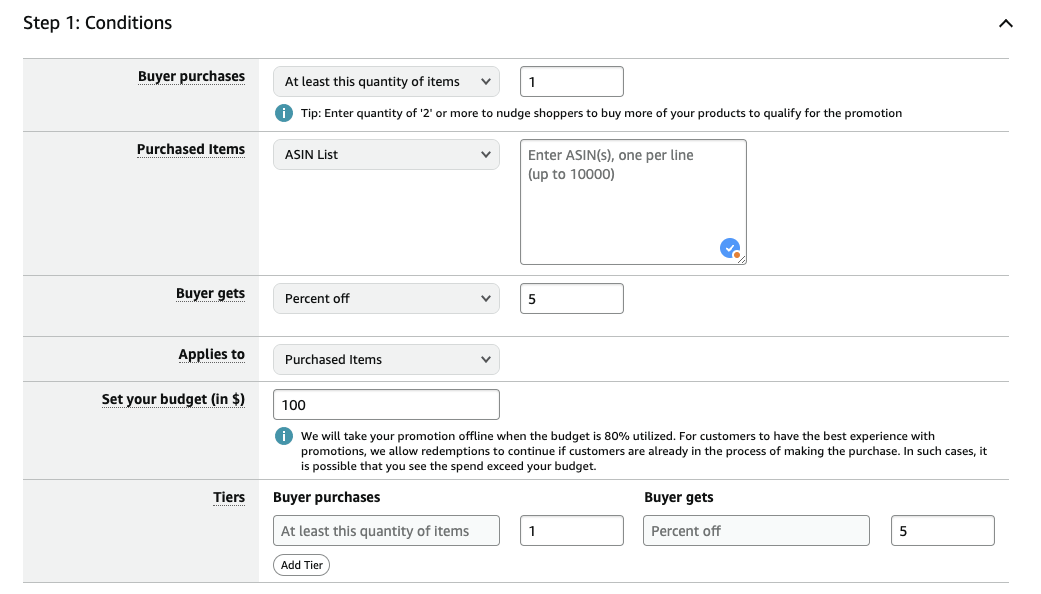 Step 1: Conditions
Buyer purchases
At least this quantity of items
1
Tip: Enter quantity of '2' or more to nudge shoppers to buy more of your products to qualify for the promotion
Purchased Items
ASIN List
Enter ASIN(s), one per line
(up to 10000)
Buyer gets
Percent off
5
Applies to
Purchased Items
Set your budget (in $)
100
We will take your promotion offline when the budget is 80% utilized. For customers to have the best experience with
promotions, we allow redemptions to continue if customers are already in the process of making the purchase. In such cases, it
is possible that you see the spend exceed your budget.
Tiers
Buyer purchases
Buyer gets
At least this quantity of items
1
Percent off
5
Add Tier